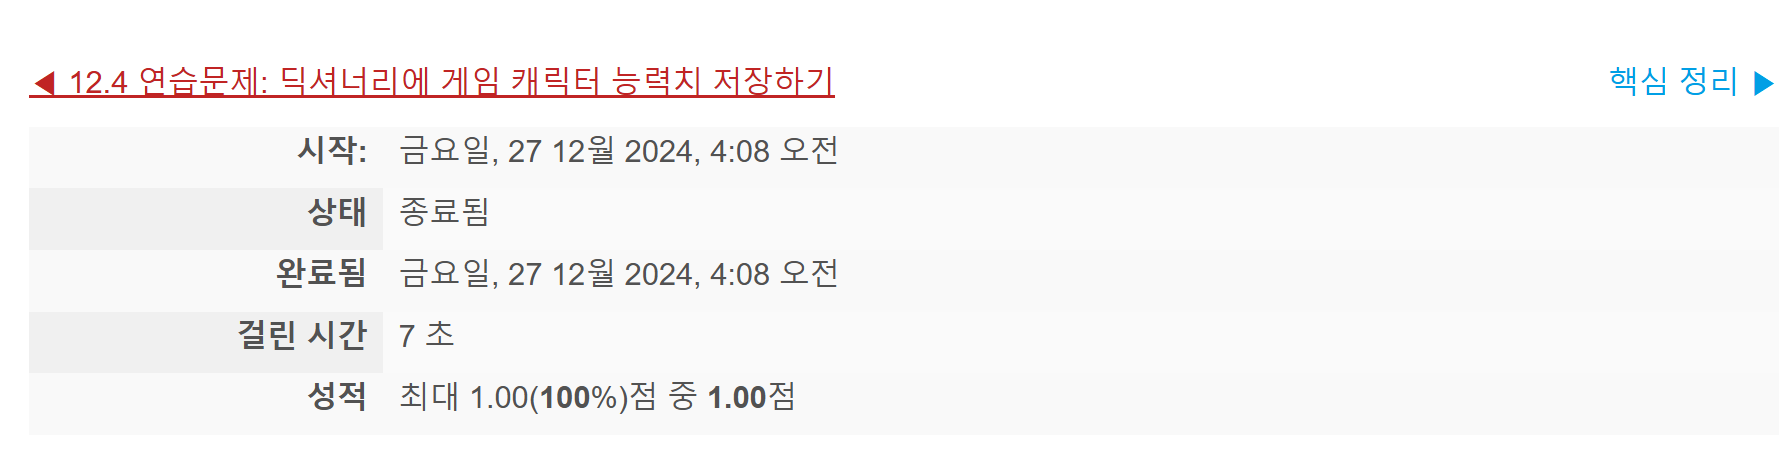 ◀ 12.4 연습문제: 딕셔너리에 게임 캐릭터 능력치 저장하기
핵심 정리 ▶
시작: 금요일, 27 12월 2024, 4:08 오전
상태 종료됨
완료됨 금요일, 27 12월 2024, 4:08 오전
걸린 시간 7 초
성적 최대 1.00(100%)점 중 1.00점